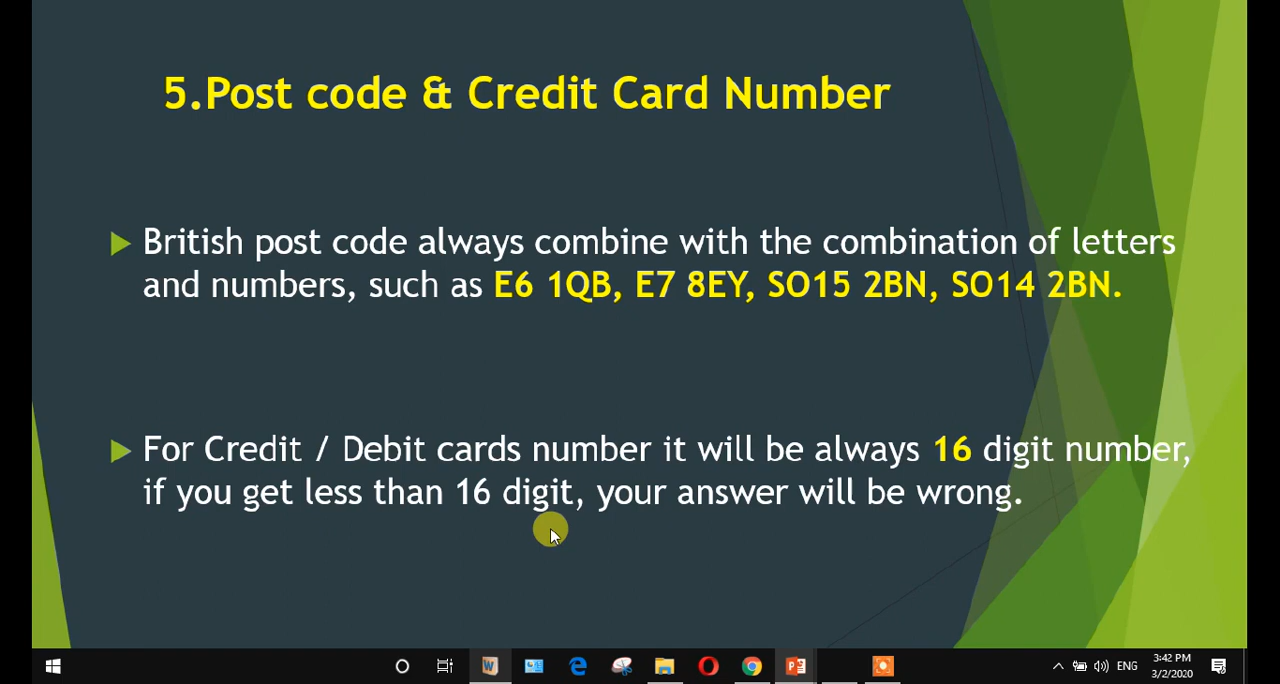 5.Post code & Credit Card Number
British post code always combine with the combination of letters
and numbers, such as E6 1QB, E7 8EY, SO15 2BN, SO14 2BN.
For Credit / Debit cards number it will be always 16 digit number,
if you get less than 16 digit, your answer will be wrong.
ENG
3:42 PM
3/2/2020